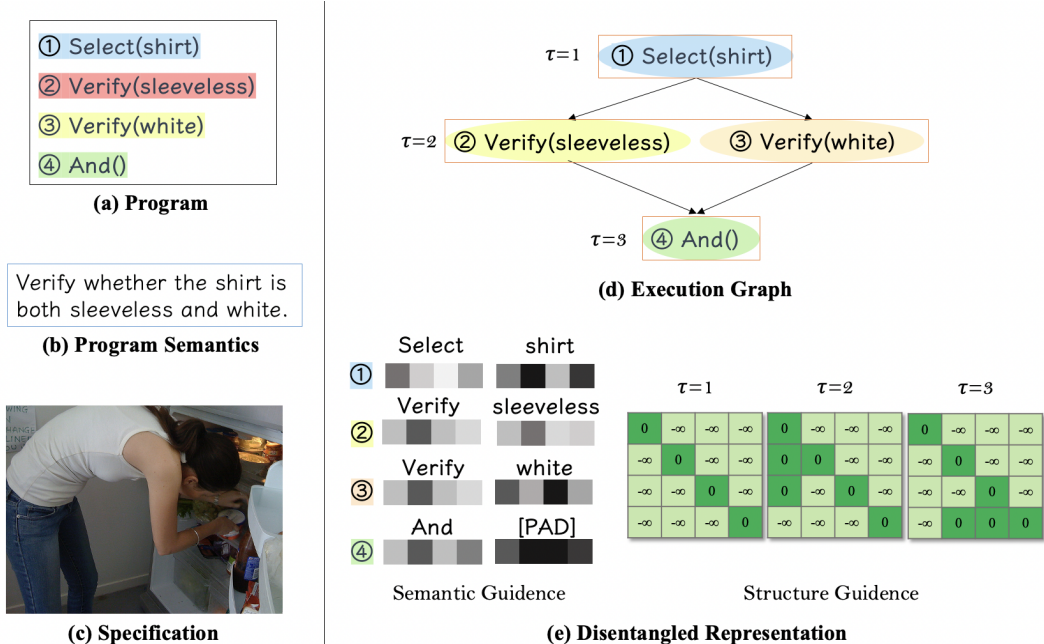 ① Select(shirt)
② Verify(sleeveless)
③ Verify(white)
④ And()
(a) Program
Verify whether the shirt is
both sleeveless and white.
(b) Program Semantics
(c) Specification
τ=1
① Select(shirt)
τ=2
② Verify(sleeveless)
③ Verify(white)
τ=3
④ And()
(d) Execution Graph
Select shirt
①
Verify sleeveless
②
Verify white
③
And [PAD]
④
Semantic Guidence
τ=1 τ=2 τ=3
0 -∞ -∞ -∞ 0 -∞ -∞ -∞ 0 -∞ -∞ -∞
-∞ 0 -∞ -∞ 0 0 -∞ -∞ -∞ 0 -∞ -∞
-∞ -∞ 0 -∞ 0 -∞ 0 -∞ -∞ -∞ 0 -∞
-∞ -∞ -∞ 0 -∞ -∞ -∞ 0 -∞ 0 0 0
Structure Guidence
(e) Disentangled Representation